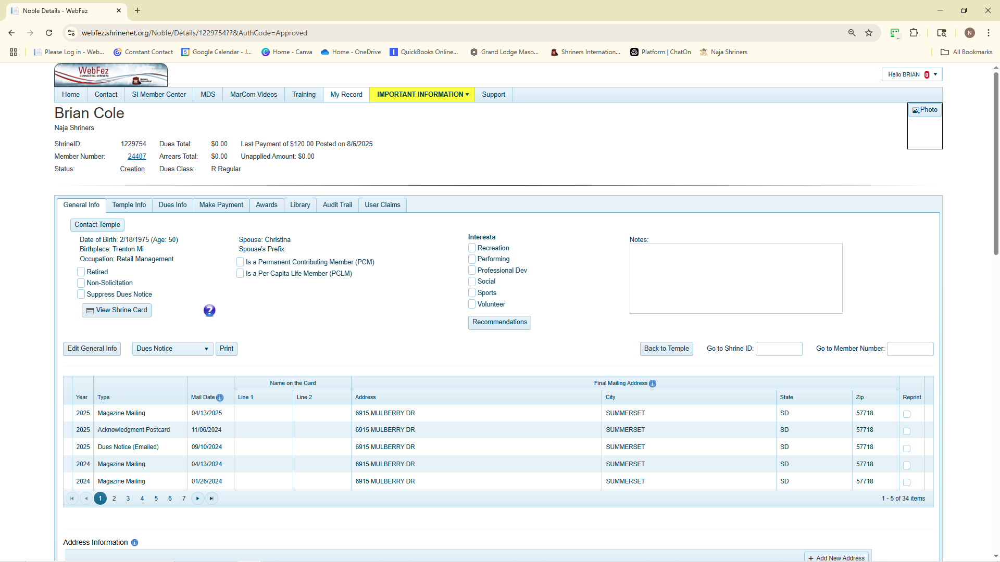 Noble Details - WebFez
webfez.shrinenet.org/Noble/Details/1229754??&AuthCode=Approved
N
Please Log in - Web...
Constant Contact
Google Calendar - J...
Home - Canva
Home - OneDrive
QuickBooks Online...
Grand Lodge Maso...
Shriners Internation...
Platform | ChatOn
Naja Shriners
All Bookmarks
WebFez
CONNECTING SHRINERS
Hello BRIAN 0
Home Contact SI Member Center MDS MarCom Videos Training My Record IMPORTANT INFORMATION Support
Brian Cole
Photo
Naja Shriners
ShrineID: 1229754 Dues Total: $0.00 Last Payment of $120.00 Posted on 8/6/2025
Member Number: 24407 Arrears Total: $0.00 Unapplied Amount: $0.00
Status: Creation Dues Class: R Regular
General Info Temple Info Dues Info Make Payment Awards Library Audit Trail User Claims
Contact Temple
Date of Birth: 2/18/1975 (Age: 50)
Birthplace: Trenton Mi
Occupation: Retail Management
Retired
Non-Solicitation
Suppress Dues Notice
View Shrine Card
?
Spouse: Christina
Spouse's Prefix:
Is a Permanent Contributing Member (PCM)
Is a Per Capita Life Member (PCLM)
Interests
Recreation
Performing
Professional Dev
Social
Sports
Volunteer
Recommendations
Notes:
Edit General Info Dues Notice Print Back to Temple Go to Shrine ID: Go to Member Number:
Name on the Card Final Mailing Address
Year Type Mail Date Line 1 Line 2 Address City State Zip Reprint
2025 Magazine Mailing 04/13/2025 6915 MULBERRY DR SUMMERSET SD 57718
2025 Acknowledgment Postcard 11/06/2024 6915 MULBERRY DR SUMMERSET SD 57718
2025 Dues Notice (Emailed) 09/10/2024 6915 MULBERRY DR SUMMERSET SD 57718
2024 Magazine Mailing 04/13/2024 6915 MULBERRY DR SUMMERSET SD 57718
2024 Magazine Mailing 01/26/2024 6915 MULBERRY DR SUMMERSET SD 57718
1 2 3 4 5 6 7 1 - 5 of 34 items
Address Information
+ Add New Address